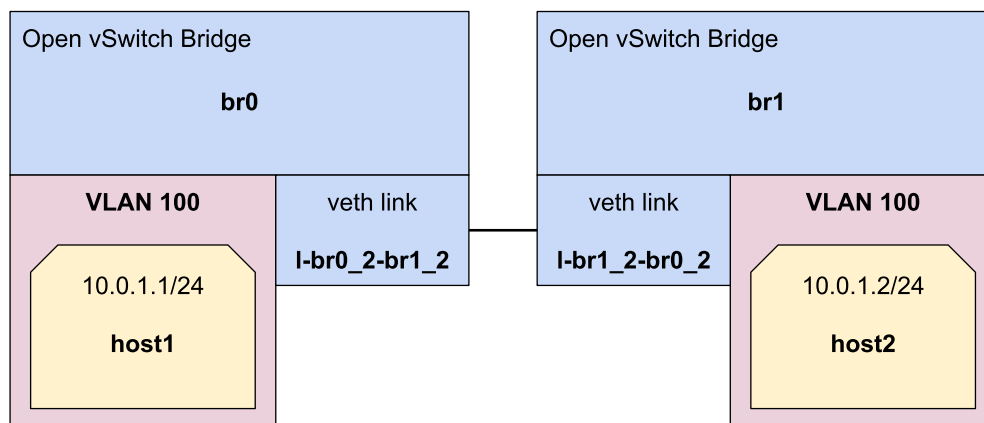 Open vSwitch Bridge
br0
VLAN 100
10.0.1.1/24
host1
veth link
l-br0_2-br1_2
Open vSwitch Bridge
br1
veth link
l-br1_2-br0_2
VLAN 100
10.0.1.2/24
host2